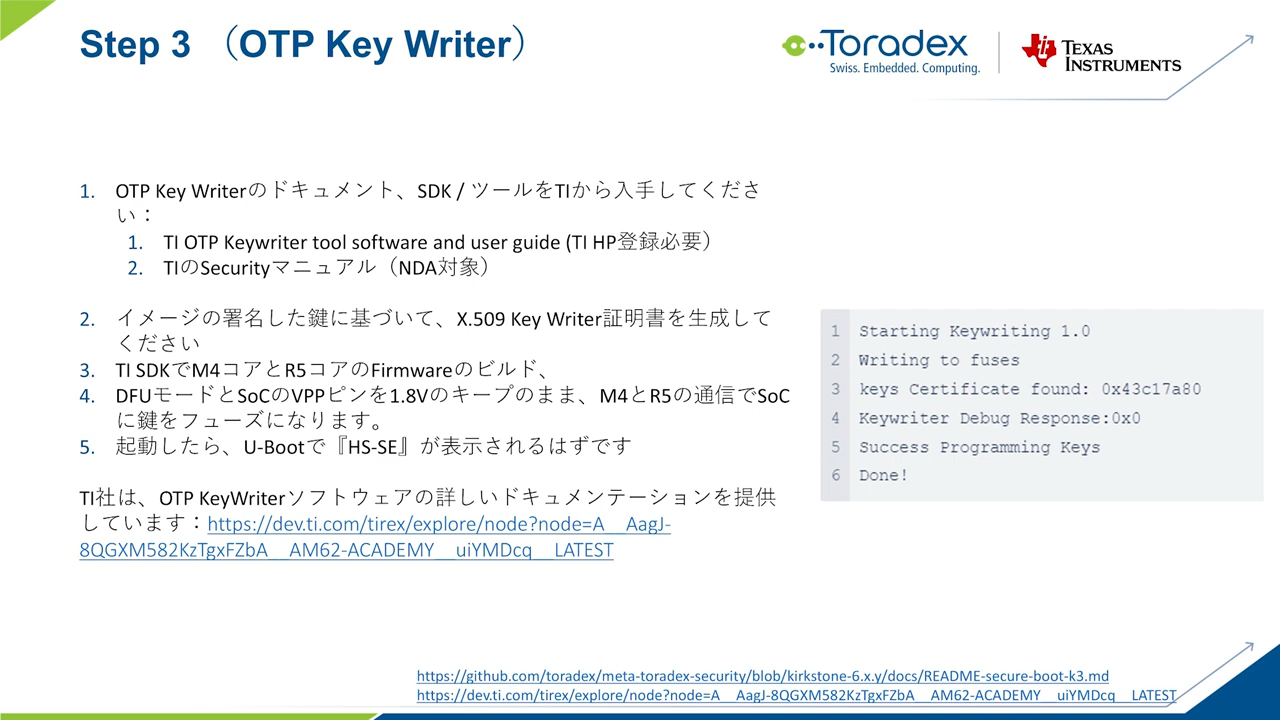 Step 3 （OTP Key Writer）
Toradex
Swiss. Embedded. Computing.
TEXAS
INSTRUMENTS
1. OTP Key Writerのドキュメント、SDK / ツールをTIから入手してくださ
い：
1. TI OTP Keywriter tool software and user guide (TI HP登録必要）
2. TIのSecurityマニュアル（NDA対象）
2. イメージの署名した鍵に基づいて、X.509 Key Writer証明書を生成して
ください
3. TI SDKでM4コアとR5コアのFirmwareのビルド、
4. DFUモードとSoCのVPPピンを1.8Vのキープのまま、M4とR5の通信でSoC
に鍵をフューズになります。
5. 起動したら、U-Bootで『HS-SE』が表示されるはずです
TI社は、OTP KeyWriterソフトウェアの詳しいドキュメンテーションを提供
しています：https://dev.ti.com/tirex/explore/node?node=A__AagJ-
8QGXM582KzTgxFZbA__AM62-ACADEMY__uiYMDcq__LATEST
1 Starting Keywriting 1.0
2 Writing to fuses
3 keys Certificate found: 0x43c17a80
4 Keywriter Debug Response:0x0
5 Success Programming Keys
6 Done!
https://github.com/toradex/meta-toradex-security/blob/kirkstone-6.x.y/docs/README-secure-boot-k3.md
https://dev.ti.com/tirex/explore/node?node=A__AagJ-8QGXM582KzTgxFZbA__AM62-ACADEMY__uiYMDcq__LATEST